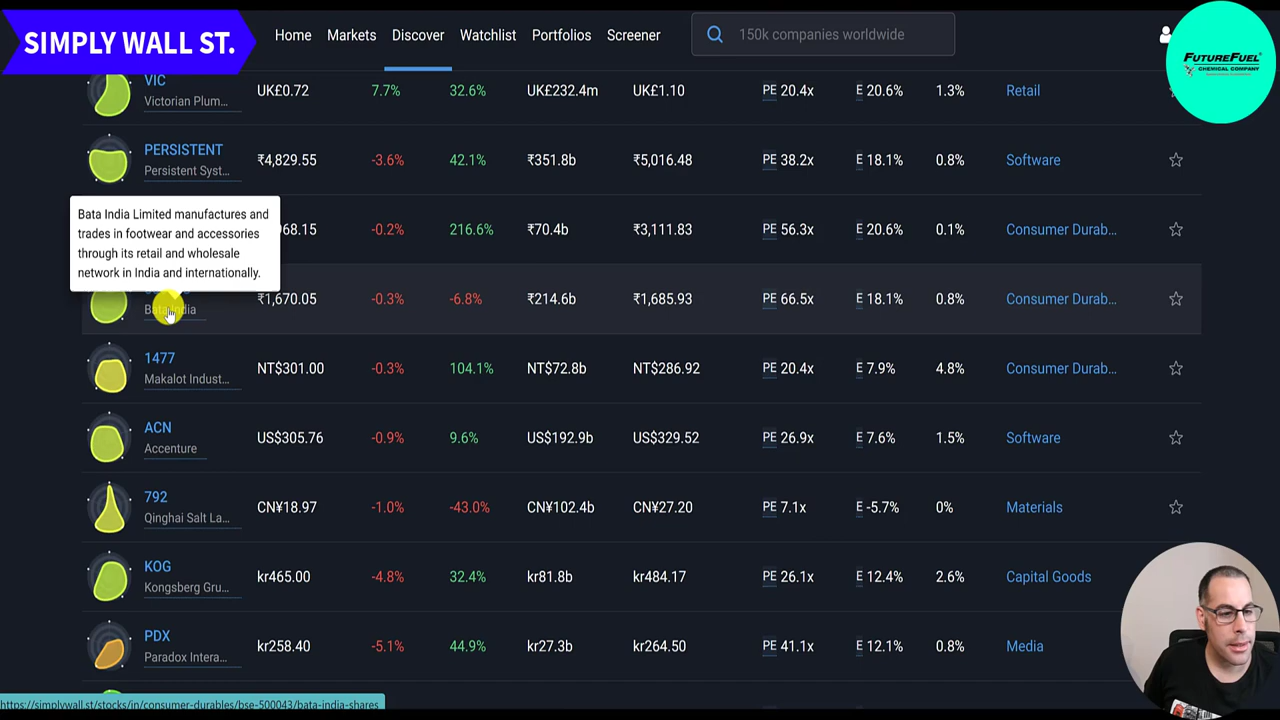 SIMPLY WALL ST.
Home Markets Discover Watchlist Portfolios Screener
150k companies worldwide
FUTUREFUEL
CHEMICAL COMPANY
VIC
Victorian Plum... UK£0.72 7.7% 32.6% UK£232.4m UK£1.10 PE 20.4x E 20.6% 1.3% Retail
PERSISTENT
Persistent Syst... ₹4,829.55 -3.6% 42.1% ₹351.8b ₹5,016.48 PE 38.2x E 18.1% 0.8% Software
Bata India Limited manufactures and
trades in footwear and accessories
through its retail and wholesale
network in India and internationally.
968.15 -0.2% 216.6% ₹70.4b ₹3,111.83 PE 56.3x E 20.6% 0.1% Consumer Durab...
Bata India ₹1,670.05 -0.3% -6.8% ₹214.6b ₹1,685.93 PE 66.5x E 18.1% 0.8% Consumer Durab...
1477
Makalot Indust... NT$301.00 -0.3% 104.1% NT$72.8b NT$286.92 PE 20.4x E 7.9% 4.8% Consumer Durab...
ACN
Accenture US$305.76 -0.9% 9.6% US$192.9b US$329.52 PE 26.9x E 7.6% 1.5% Software
792
Qinghai Salt La... CN¥18.97 -1.0% -43.0% CN¥102.4b CN¥27.20 PE 7.1x E -5.7% 0% Materials
KOG
Kongsberg Gru... kr465.00 -4.8% 32.4% kr81.8b kr484.17 PE 26.1x E 12.4% 2.6% Capital Goods
PDX
Paradox Intera... kr258.40 -5.1% 44.9% kr27.3b kr264.50 PE 41.1x E 12.1% 0.8% Media
https://simplywall.st/stocks/in/consumer-durables/bse-500043/bata-india-shares